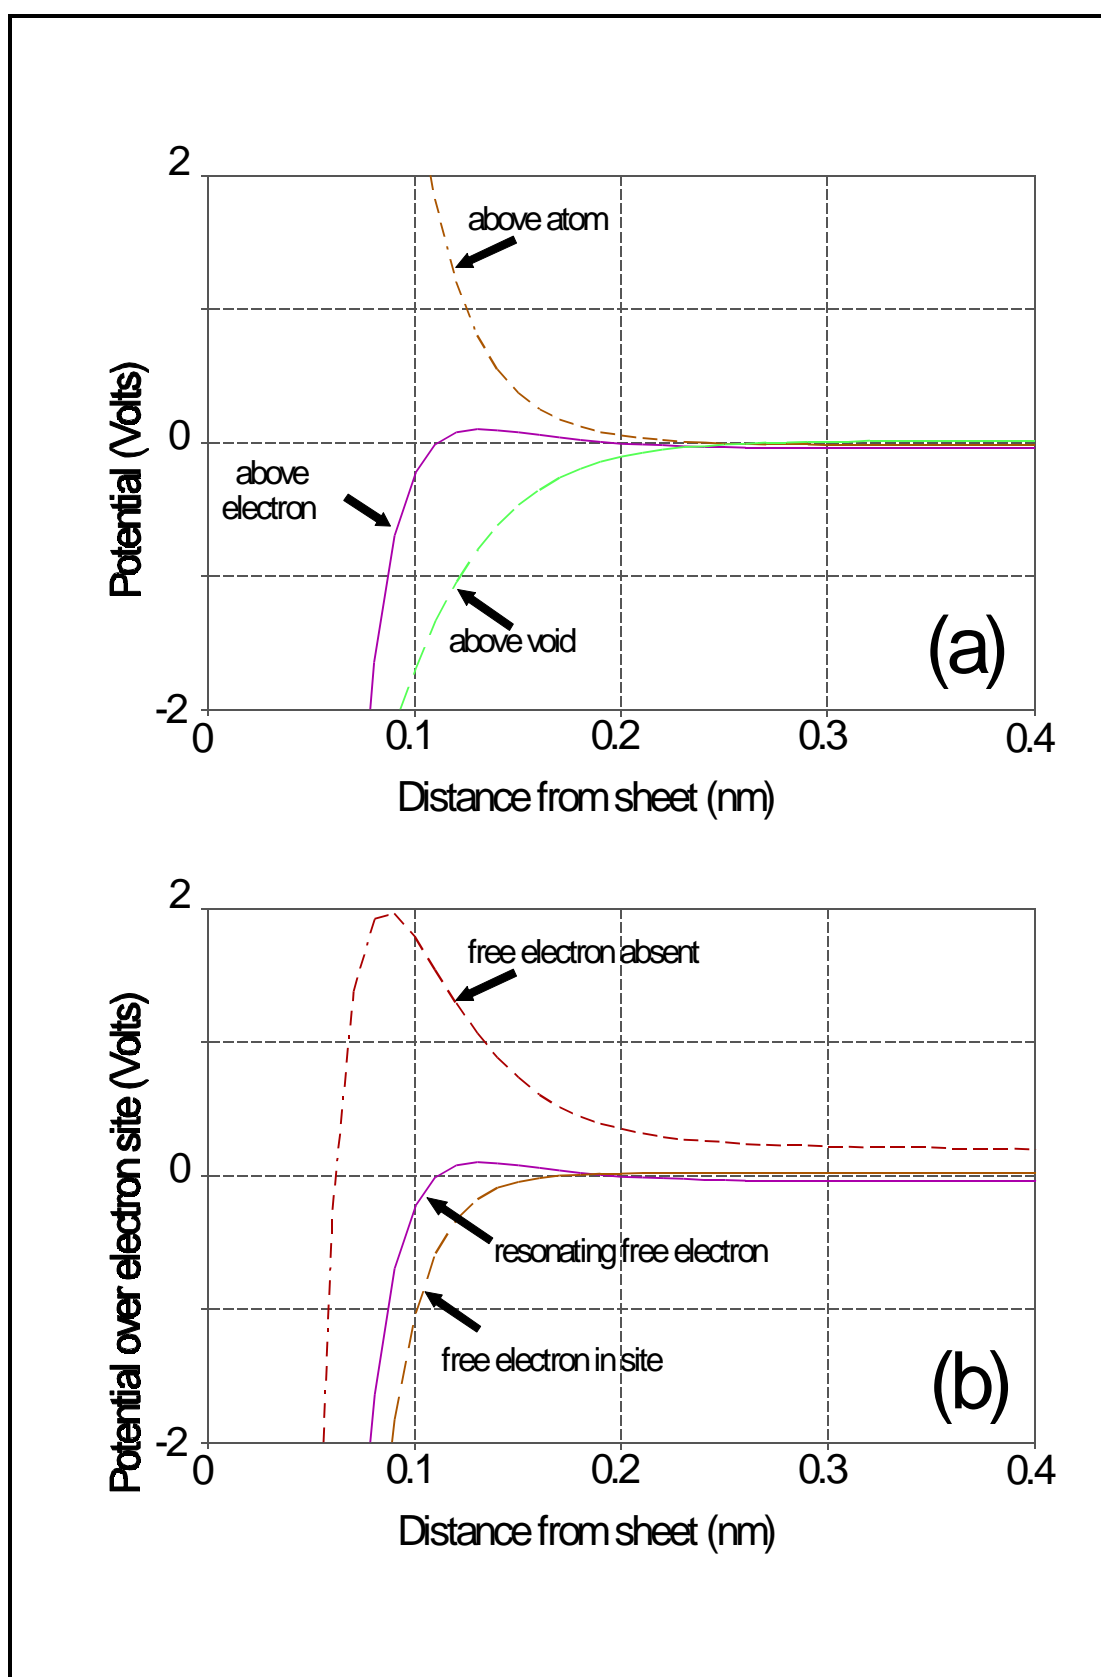 2
above atom
0
above
electron
above void
(a)
-2
0
0.1
0.2
0.3
0.4
Potential (Volts)
Distance from sheet (nm)
2
free electron absent
0
resonating free electron
free electron in site
(b)
-2
0
0.1
0.2
0.3
0.4
Potential over electron site (Volts)
Distance from sheet (nm)